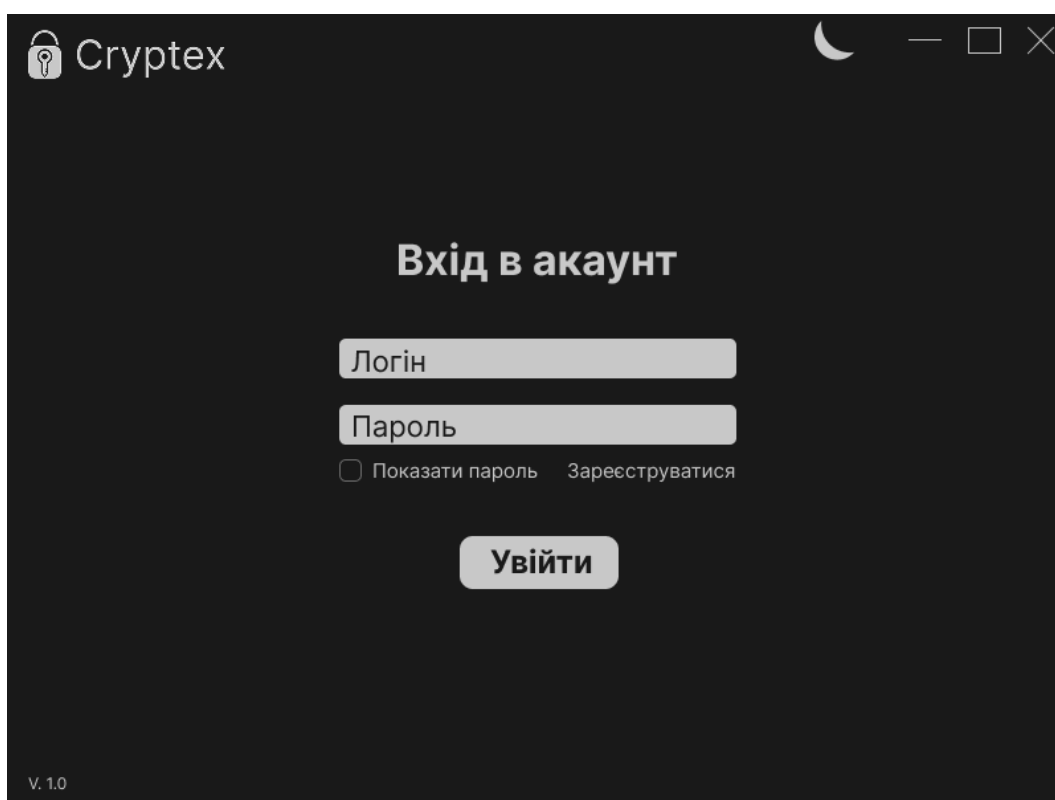 Cryptex
Вхід в акаунт
Логін
Пароль
Показати пароль Зареєструватися
Увійти
V. 1.0